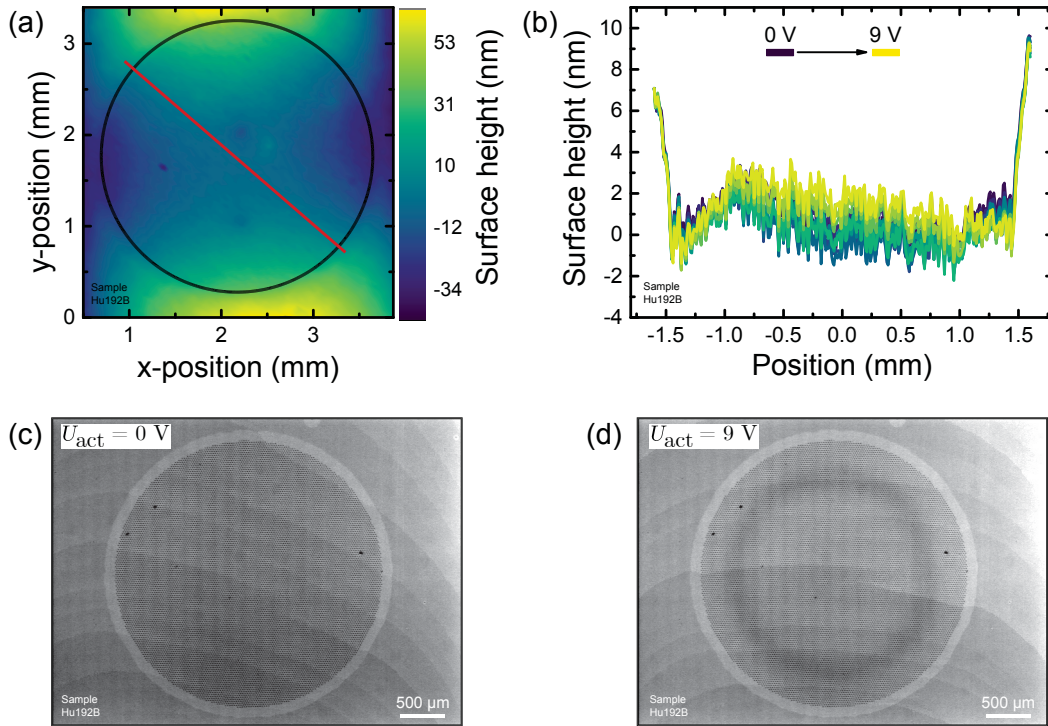 (a)
3
2
1
0
y-position (mm)
1
2
3
x-position (mm)
Sample
Hu192B
53
31
10
-12
-34
Surface height (nm)
(b)
10
8
6
4
2
0
-2
-4
Surface height (nm)
0 V
9 V
Sample
Hu192B
-1.5
-1.0
-0.5
0.0
0.5
1.0
1.5
Position (mm)
(c)
U_act = 0 V
Sample
Hu192B
500 µm
(d)
U_act = 9 V
Sample
Hu192B
500 µm